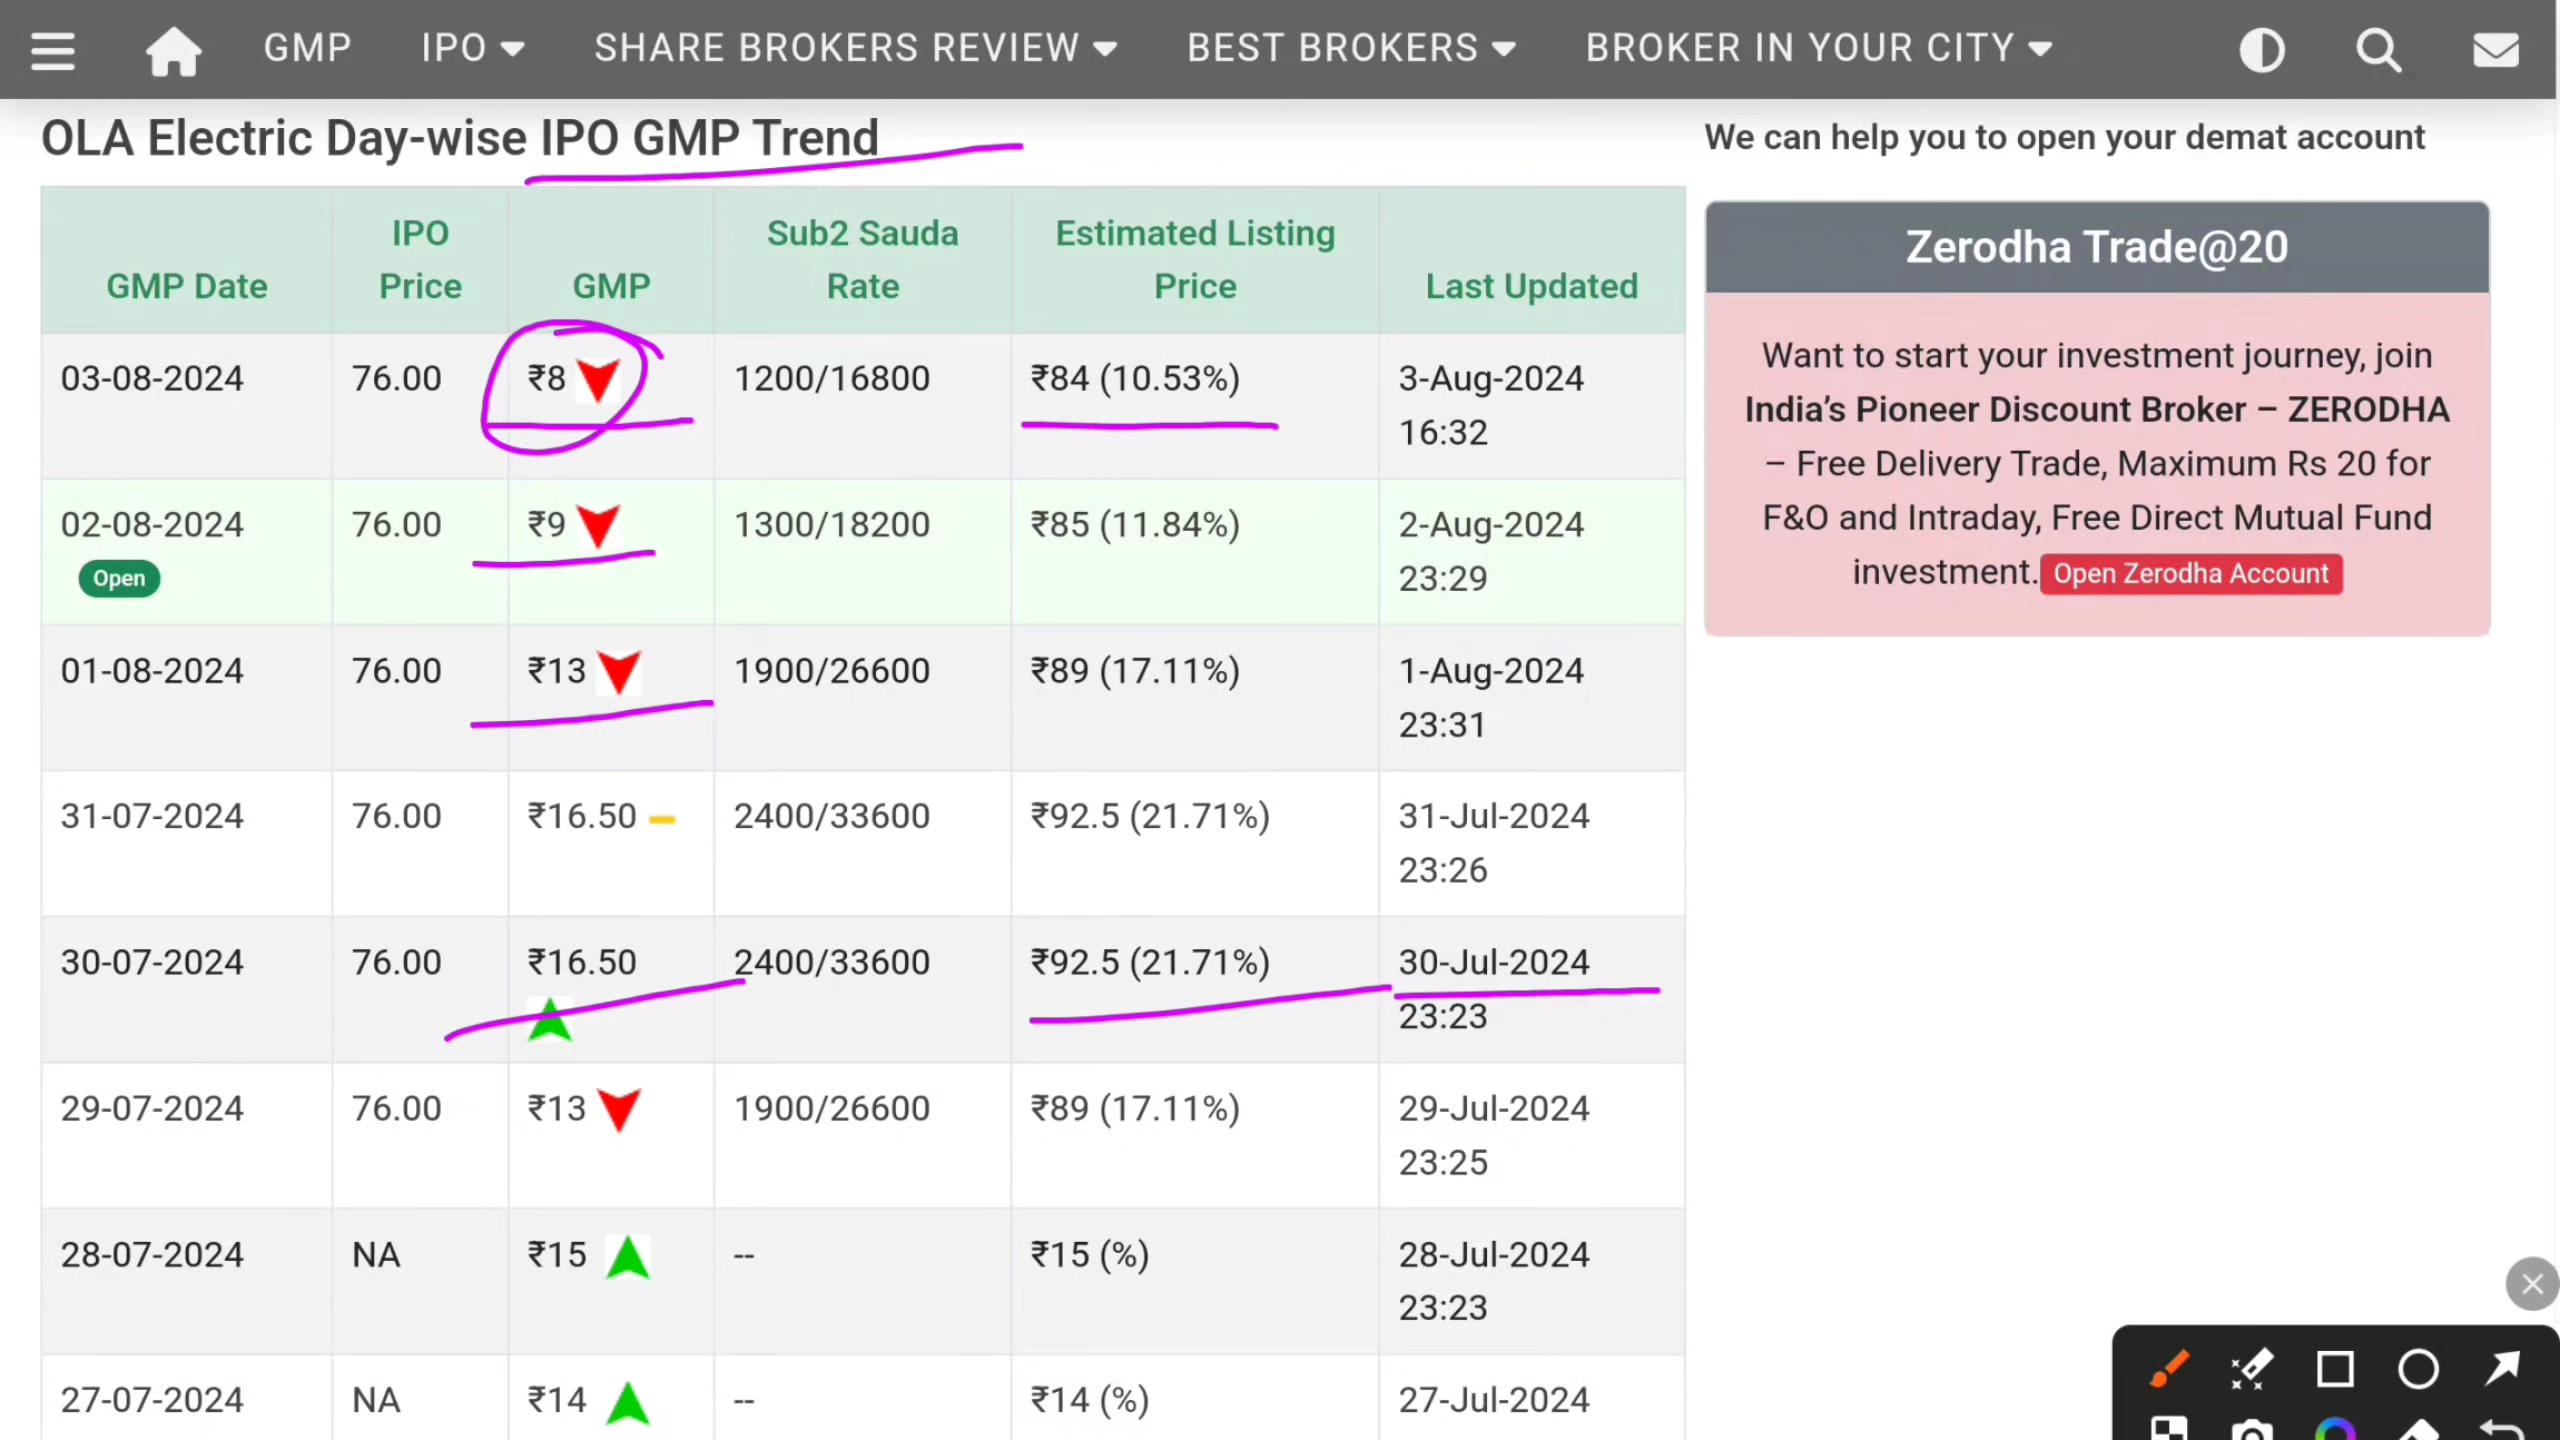 GMP IPO SHARE BROKERS REVIEW BEST BROKERS BROKER IN YOUR CITY
OLA Electric Day-wise IPO GMP Trend
GMP Date IPO Price GMP Sub2 Sauda Rate Estimated Listing Price Last Updated
03-08-2024 76.00 ₹8 1200/16800 ₹84 (10.53%) 3-Aug-2024
16:32
02-08-2024 76.00 ₹9 1300/18200 ₹85 (11.84%) 2-Aug-2024
Open 23:29
01-08-2024 76.00 ₹13 1900/26600 ₹89 (17.11%) 1-Aug-2024
23:31
31-07-2024 76.00 ₹16.50 2400/33600 ₹92.5 (21.71%) 31-Jul-2024
23:26
30-07-2024 76.00 ₹16.50 2400/33600 ₹92.5 (21.71%) 30-Jul-2024
23:23
29-07-2024 76.00 ₹13 1900/26600 ₹89 (17.11%) 29-Jul-2024
23:25
28-07-2024 NA ₹15 -- ₹15 (%) 28-Jul-2024
23:23
27-07-2024 NA ₹14 -- ₹14 (%) 27-Jul-2024
We can help you to open your demat account
Zerodha Trade@20
Want to start your investment journey, join
India’s Pioneer Discount Broker – ZERODHA
– Free Delivery Trade, Maximum Rs 20 for
F&O and Intraday, Free Direct Mutual Fund
investment. Open Zerodha Account